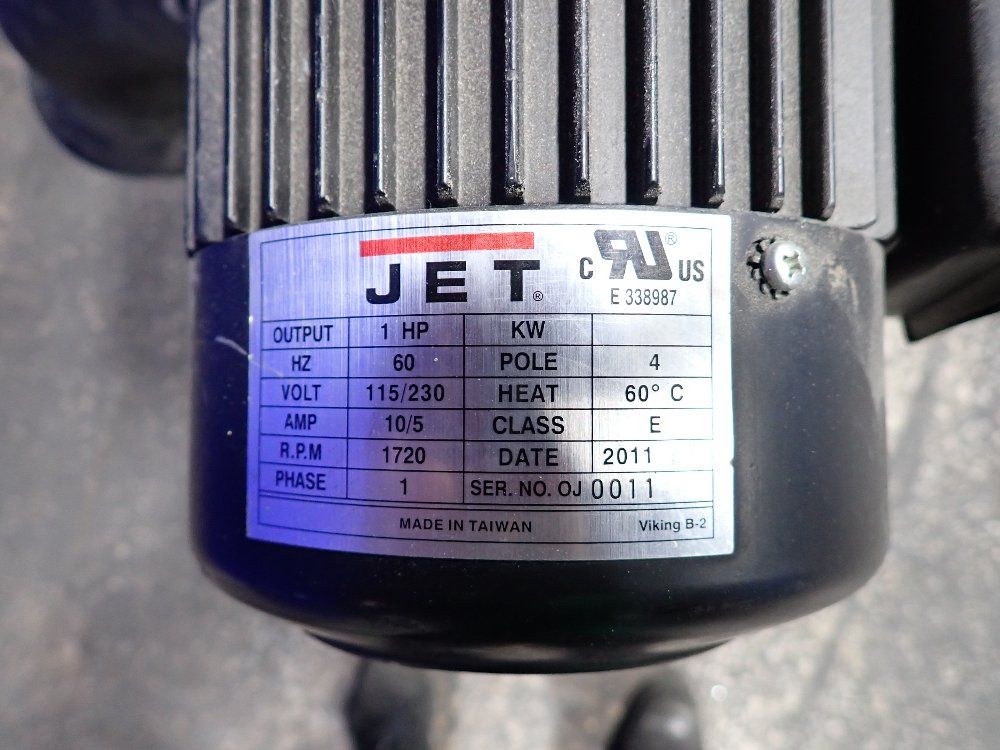 JET®
C RU® US
E 338987
OUTPUT 1 HP KW
HZ 60 POLE 4
VOLT 115/230 HEAT 60° C
AMP 10/5 CLASS E
R.P.M 1720 DATE 2011
PHASE 1 SER. NO. OJ 0011
MADE IN TAIWAN Viking B-2